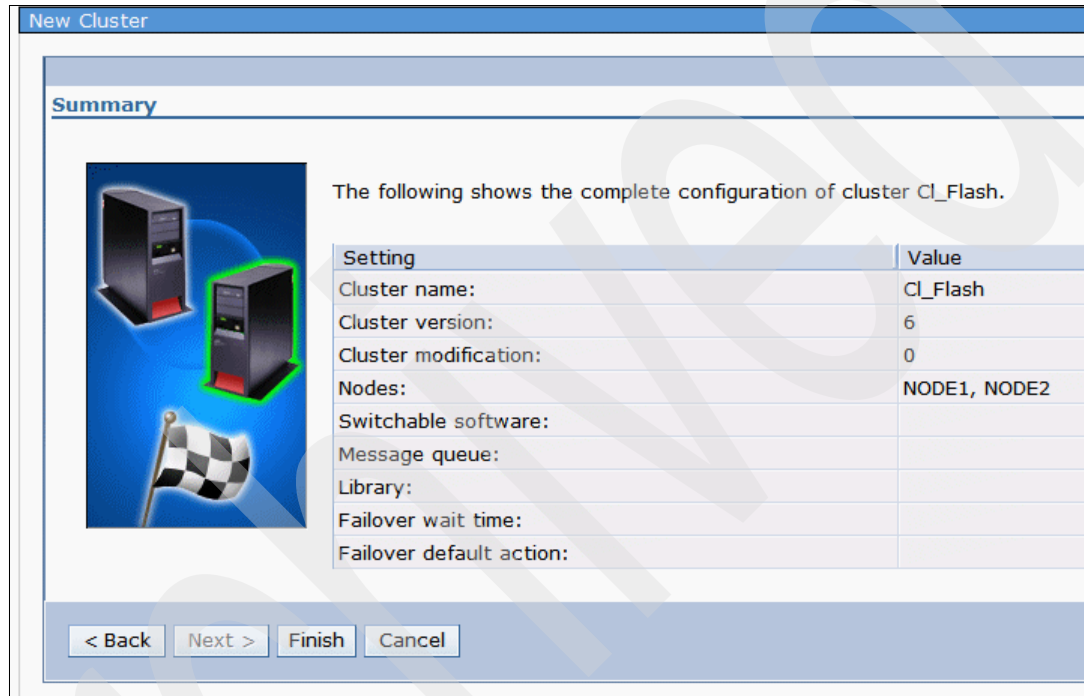 New Cluster
Summary
The following shows the complete configuration of cluster Cl_Flash.
Setting Value
Cluster name: Cl_Flash
Cluster version: 6
Cluster modification: 0
Nodes: NODE1, NODE2
Switchable software:
Message queue:
Library:
Failover wait time:
Failover default action:
< Back Next > Finish Cancel